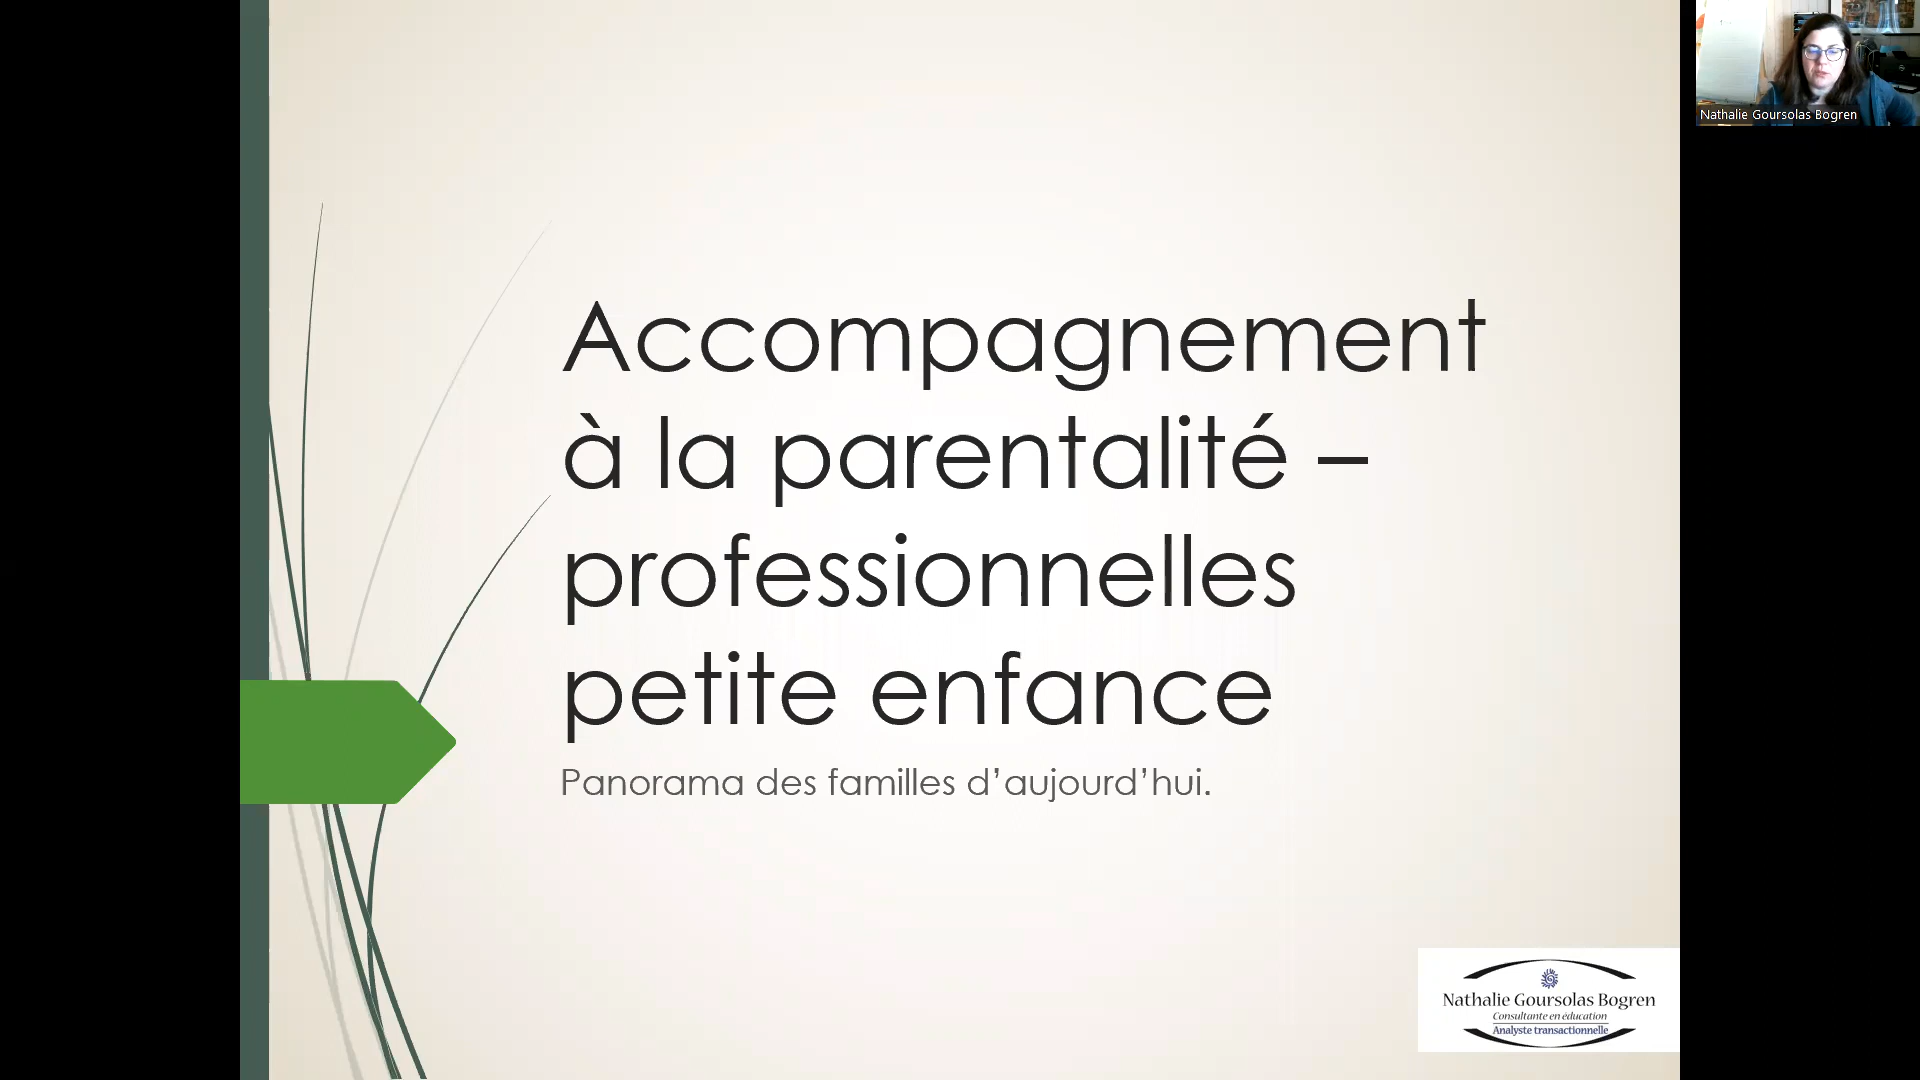 Nathalie Goursolas Bogren
Accompagnement
à la parentalité –
professionnelles
petite enfance
Panorama des familles d’aujourd’hui.
Nathalie Goursolas Bogren
Consultante en éducation
Analyste transactionnelle